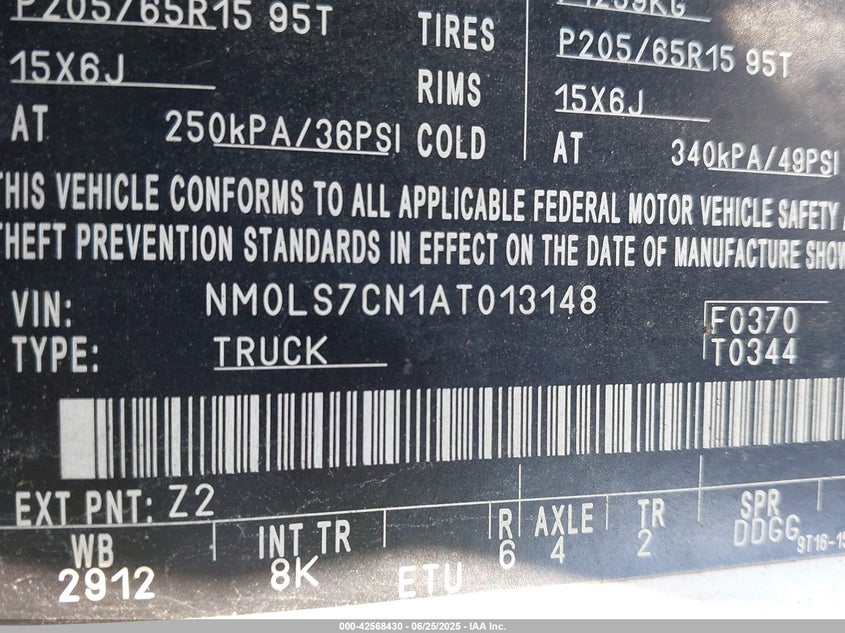 P205/65R15 95T TIRES P205/65R15 95T
15X6J RIMS 15X6J
AT 250kPA/36PSI COLD AT 340kPA/49PSI
THIS VEHICLE CONFORMS TO ALL APPLICABLE FEDERAL MOTOR VEHICLE SAFETY
THEFT PREVENTION STANDARDS IN EFFECT ON THE DATE OF MANUFACTURE SHOW
VIN: NM0LS7CN1AT013148 F0370
TYPE: TRUCK T0344
EXT PNT: Z2
WB INT TR R AXLE TR SPR
2912 8K ETU 6 4 2 DDGG 9T16-15
000-42568430 - 06/25/2025 - IAA Inc.